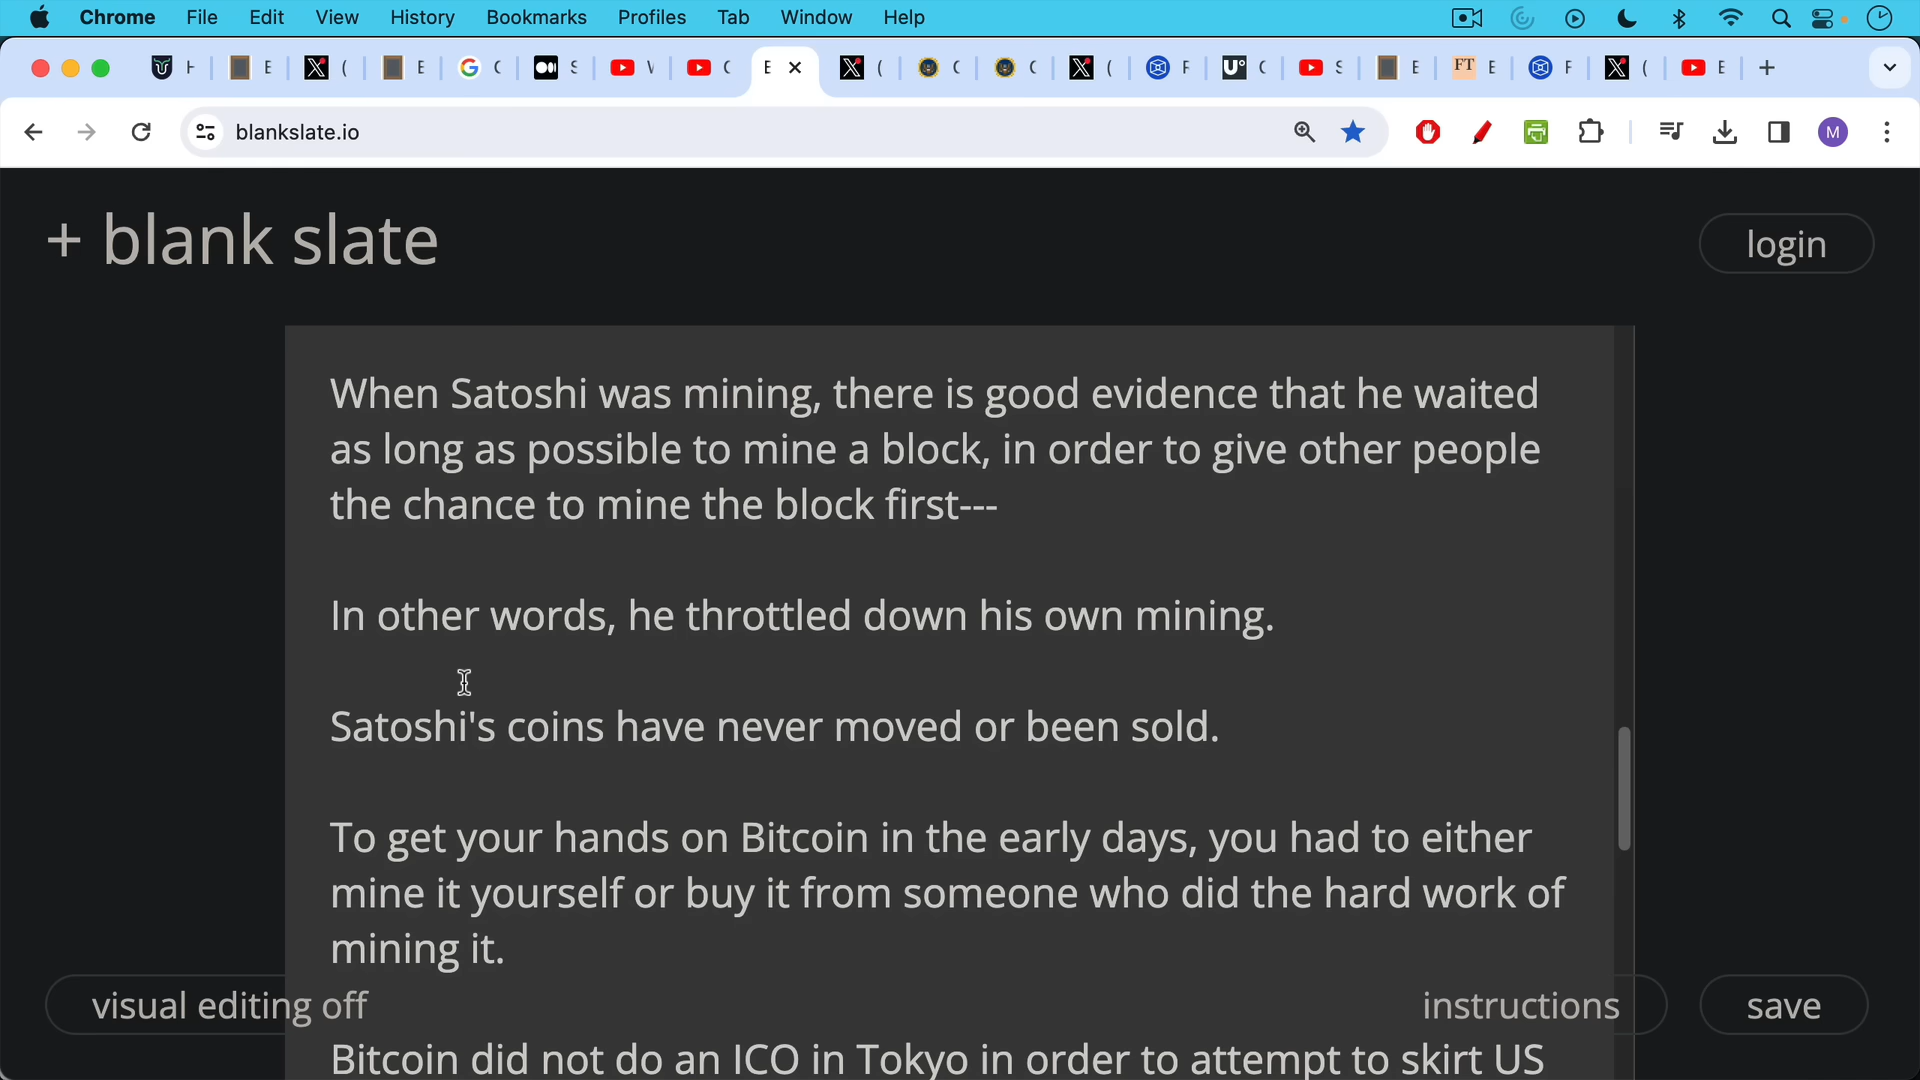 Chrome File Edit View History Bookmarks Profiles Tab Window Help
H E ( E C S V C E ( C C ( F C S E FT E F ( E
blankslate.io M
+ blank slate
login
When Satoshi was mining, there is good evidence that he waited
as long as possible to mine a block, in order to give other people
the chance to mine the block first---
In other words, he throttled down his own mining.
Satoshi's coins have never moved or been sold.
To get your hands on Bitcoin in the early days, you had to either
mine it yourself or buy it from someone who did the hard work of
mining it.
visual editing off
instructions
save
Bitcoin did not do an ICO in Tokyo in order to attempt to skirt US